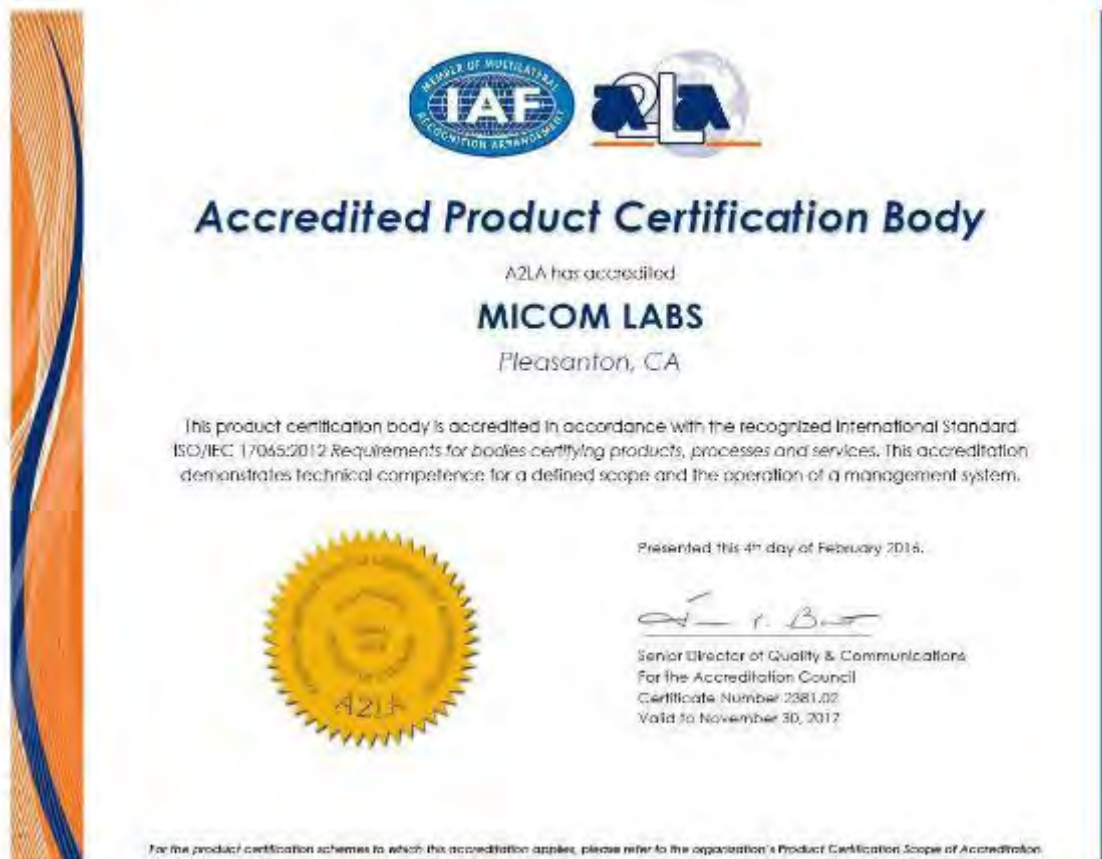 MEMBER OF MULTILATERAL
IAF
RECOGNITION ARRANGEMENT
a2La
Accredited Product Certification Body
A2LA has accredited
MICOM LABS
Pleasanton, CA
This product certification body is accredited in accordance with the recognized International Standard
ISO/IEC 17065:2012 Requirements for bodies certifying products, processes and services. This accreditation
demonstrates technical competence for a defined scope and the operation of a management system.
Presented this 4th day of February 2016.
Senior Director of Quality & Communications
For the Accreditation Council
Certificate Number 2381.02
Valid to November 30, 2017
A2LA
For the product certification schemes to which this accreditation applies, please refer to the organization's Product Certification Scope of Accreditation